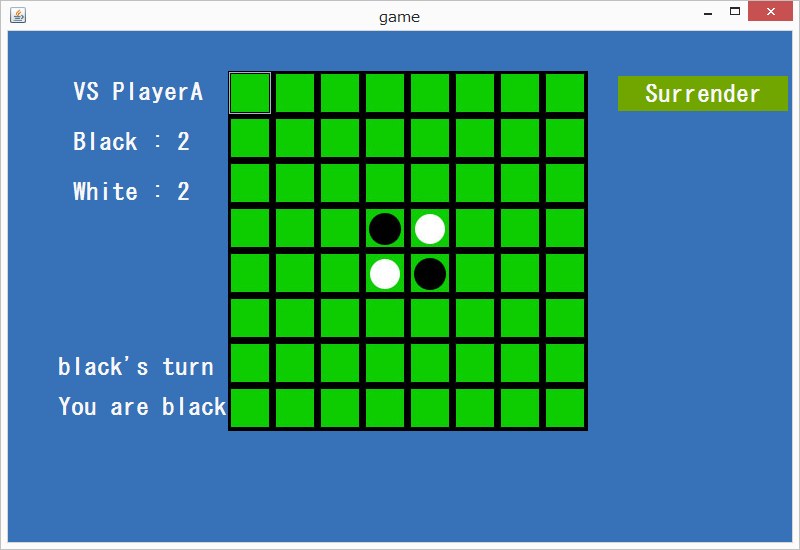 game
VS PlayerA
Surrender
Black : 2
White : 2
black's turn
You are black